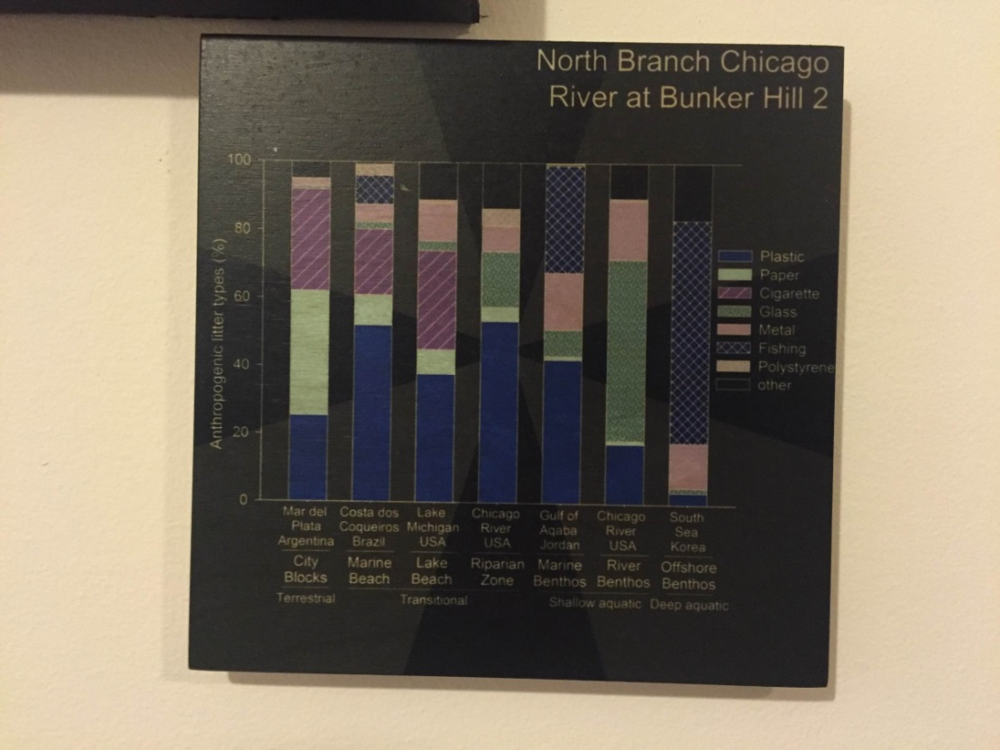 North Branch Chicago
River at Bunker Hill 2
Anthropogenic litter types (%)
100
80
60
40
20
0
Plastic
Paper
Cigarette
Glass
Metal
Fishing
Polystyrene
other
Mar del
Plata
Argentina
City
Blocks
Costa dos
Coqueiros
Brazil
Marine
Beach
Lake
Michigan
USA
Lake
Beach
Chicago
River
USA
Riparian
Zone
Gulf of
Aqaba
Jordan
Marine
Benthos
Chicago
River
USA
River
Benthos
South
Sea
Korea
Offshore
Benthos
Terrestrial
Transitional
Shallow aquatic
Deep aquatic